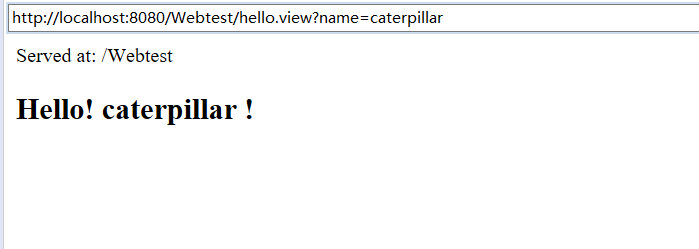 http://localhost:8080/Webtest/hello.view?name=caterpillar
Served at: /Webtest
Hello! caterpillar !